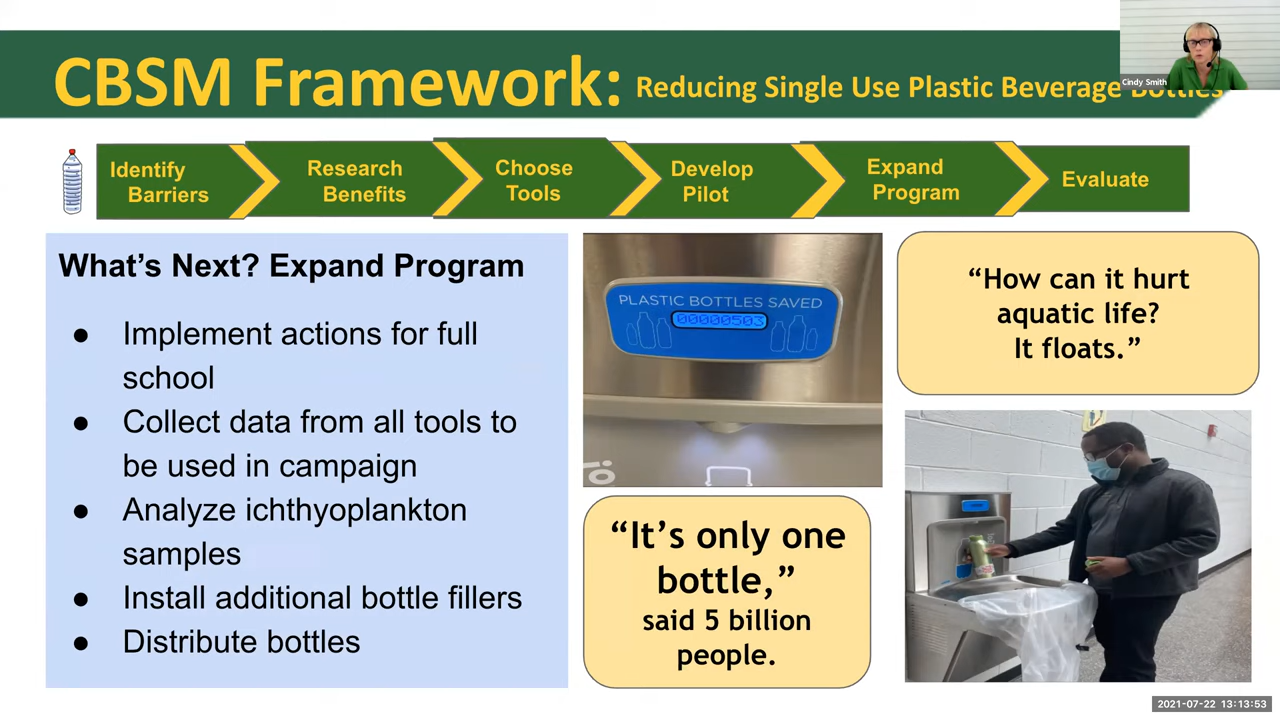 CBSM Framework: Reducing Single Use Plastic Beverage Bottles
Cindy Smith
Identify
Barriers
Research
Benefits
Choose
Tools
Develop
Pilot
Expand
Program
Evaluate
What's Next? Expand Program
● Implement actions for full
school
● Collect data from all tools to
be used in campaign
● Analyze ichthyoplankton
samples
● Install additional bottle fillers
● Distribute bottles
PLASTIC BOTTLES SAVED
00000503
“It’s only one
bottle,”
said 5 billion
people.
“How can it hurt
aquatic life?
It floats.”
2021-07-22 13:13:53